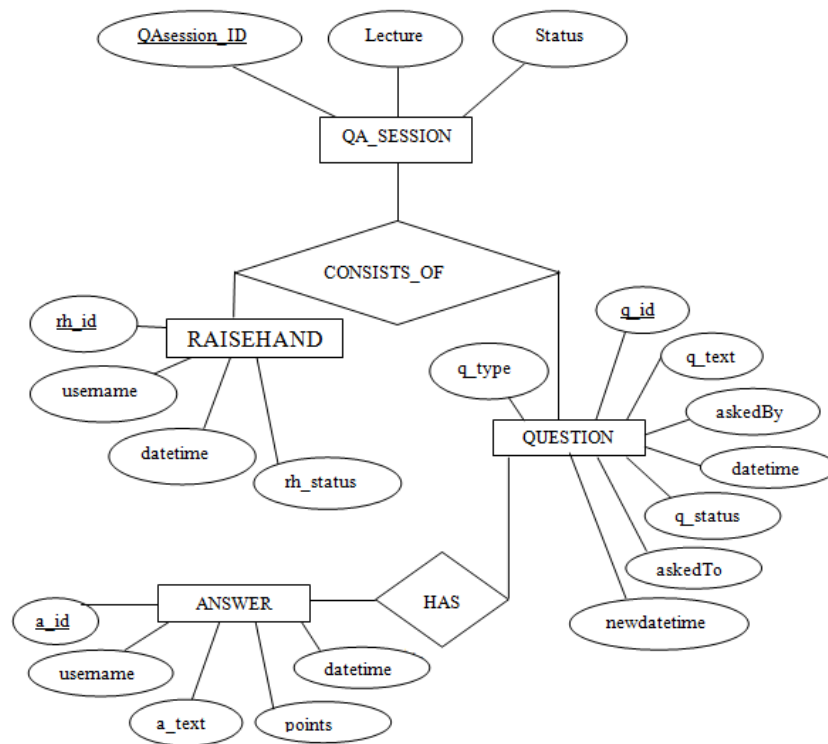 QAsession_ID
Lecture
Status
QA_SESSION
CONSISTS_OF
rh_id
RAISEHAND
username
datetime
rh_status
q_type
q_id
q_text
askedBy
QUESTION
datetime
q_status
askedTo
newdatetime
HAS
ANSWER
a_id
username
a_text
points
datetime